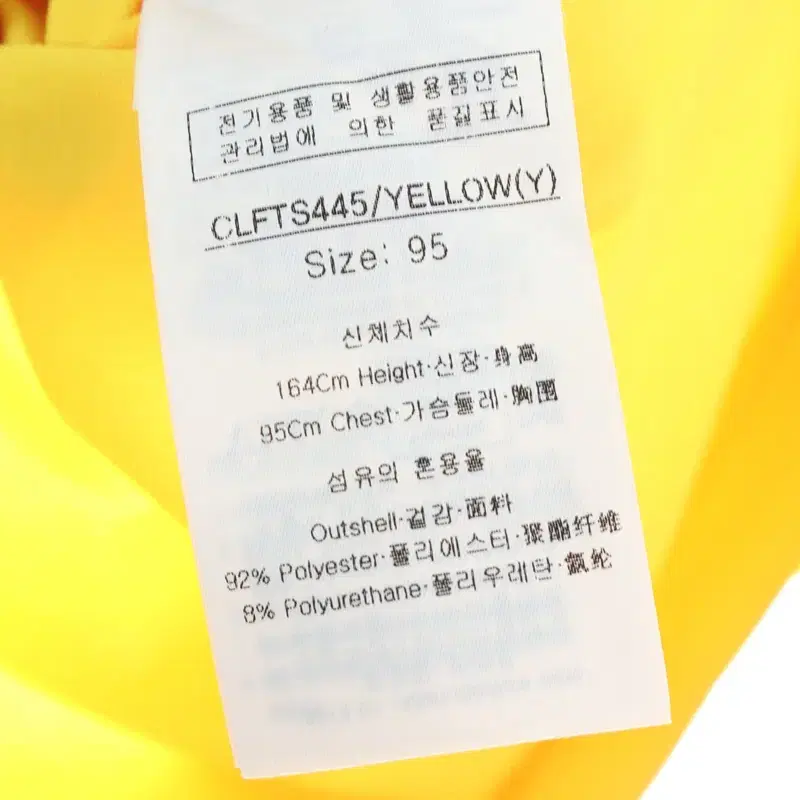 전기용품 및 생활용품안전
관리법에 의한 품질표시
CLFTS445/YELLOW(Y)
Size: 95
신체치수
164Cm Height·신장·身高
95Cm Chest·가슴둘레·胸围
섬유의 혼용율
Outshell·겉감·面料
92% Polyester·폴리에스터·聚酯纤维
8% Polyurethane·폴리우레탄·氨纶